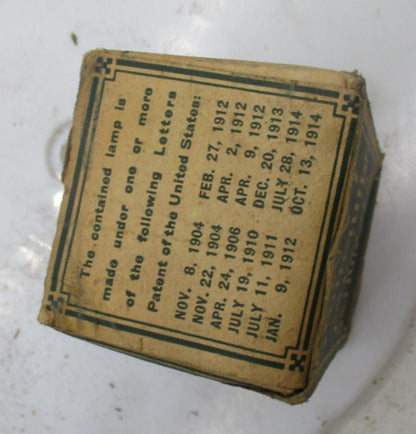 The contained lamp is
made under one or more
of the following Letters
Patent of the United States:
NOV. 8, 1904 FEB. 27, 1912
NOV. 22, 1904 APR. 2, 1912
APR. 24, 1906 APR. 9, 1912
JULY 19, 1910 DEC. 20, 1913
JULY 11, 1911 JULY 28, 1914
JAN. 9, 1912 OCT. 13, 1914